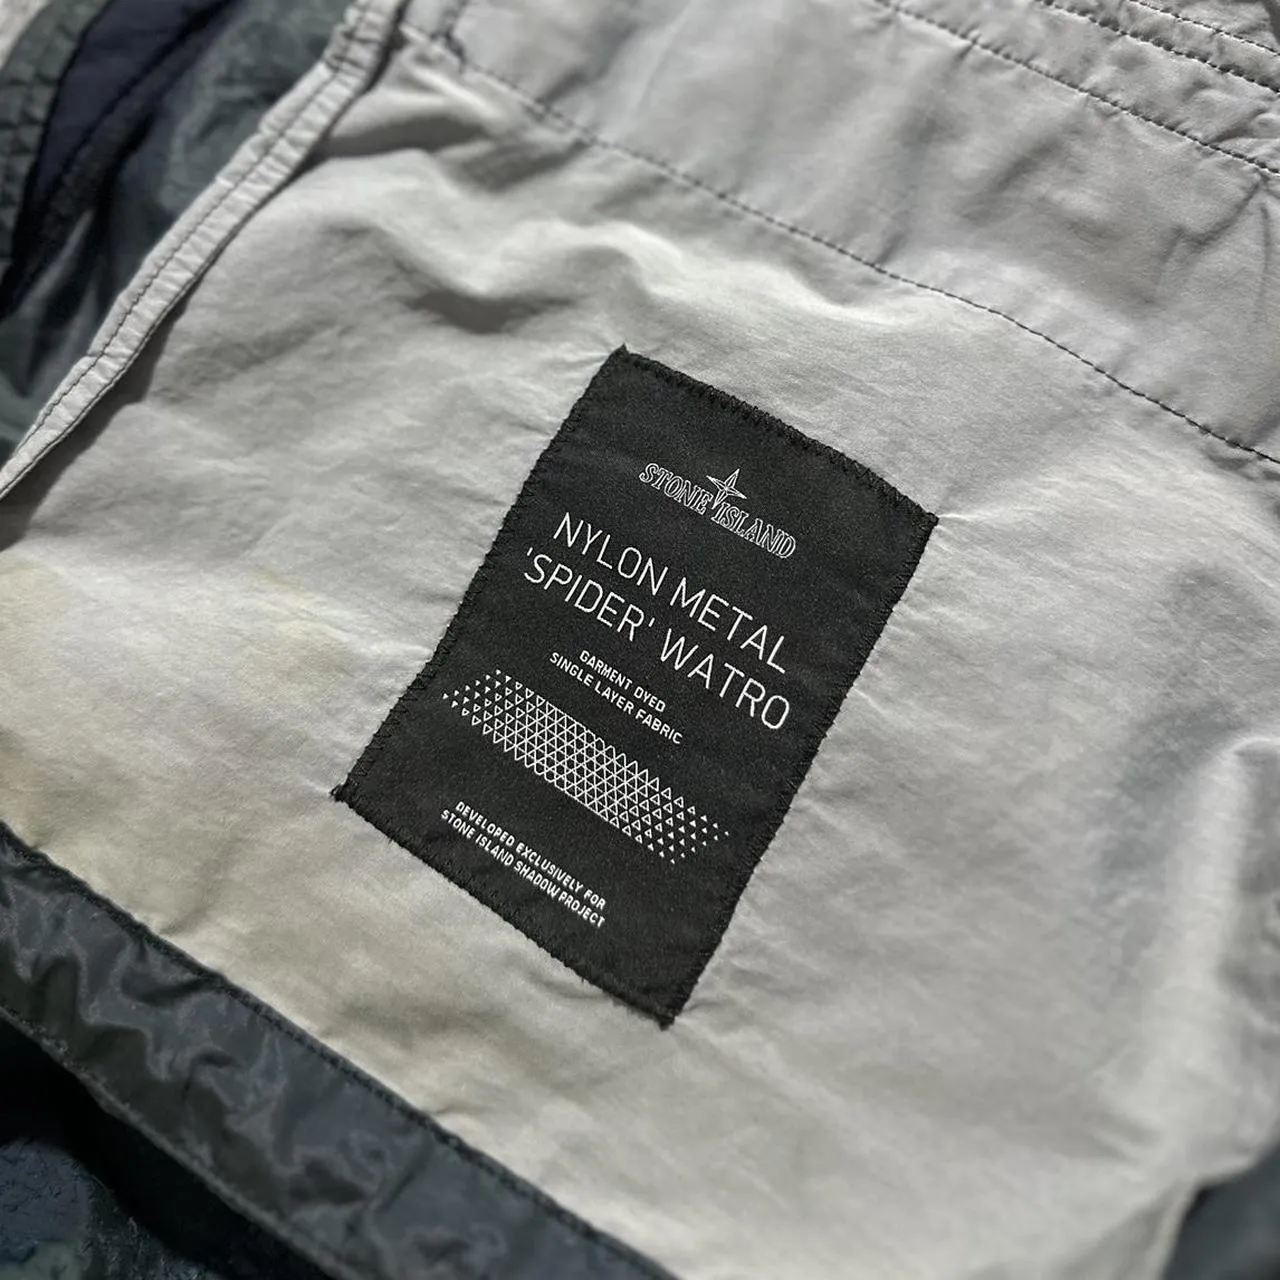 STONE ISLAND
NYLON METAL
'SPIDER' WATRO
GARMENT DYED
SINGLE LAYER FABRIC
DEVELOPED EXCLUSIVELY FOR
STONE ISLAND SHADOW PROJECT